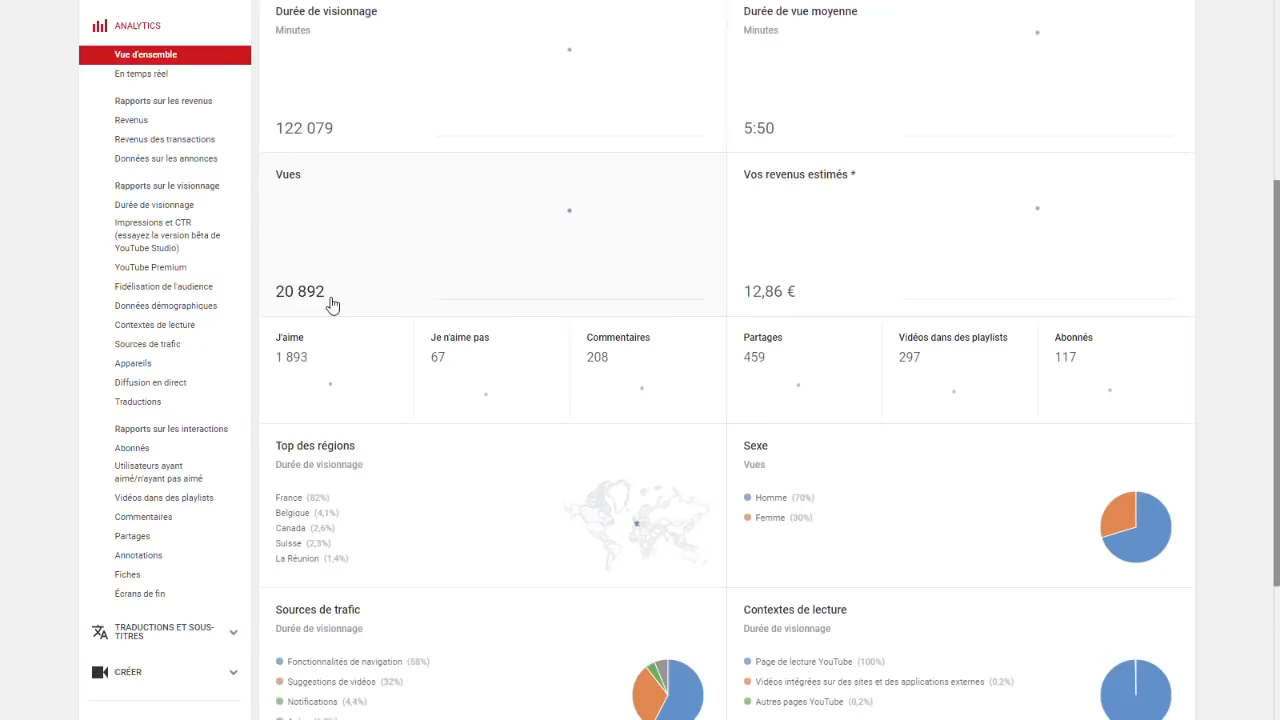 ANALYTICS
Vue d'ensemble
En temps réel
Rapports sur les revenus
Revenus
Revenus des transactions
Données sur les annonces
Rapports sur le visionnage
Durée de visionnage
Impressions et CTR
(essayez la version bêta de
YouTube Studio)
YouTube Premium
Fidélisation de l'audience
Données démographiques
Contextes de lecture
Sources de trafic
Appareils
Diffusion en direct
Traductions
Rapports sur les interactions
Abonnés
Utilisateurs ayant
aimé/n'ayant pas aimé
Vidéos dans des playlists
Commentaires
Partages
Annotations
Fiches
Écrans de fin
TRADUCTIONS ET SOUS-
TITRES
CRÉER
Durée de visionnage
Minutes
122 079
Durée de vue moyenne
Minutes
5:50
Vues
20 892
Vos revenus estimés *
12,86 €
J'aime
1 893
Je n'aime pas
67
Commentaires
208
Partages
459
Vidéos dans des playlists
297
Abonnés
117
Top des régions
Durée de visionnage
France (82%)
Belgique (4,1%)
Canada (2,6%)
Suisse (2,3%)
La Réunion (1,4%)
Sexe
Vues
Homme (70%)
Femme (30%)
Sources de trafic
Durée de visionnage
Fonctionnalités de navigation (58%)
Suggestions de vidéos (32%)
Notifications (4,4%)
Contextes de lecture
Durée de visionnage
Page de lecture YouTube (100%)
Vidéos intégrées sur des sites et des applications externes (0,2%)
Autres pages YouTube (0,2%)